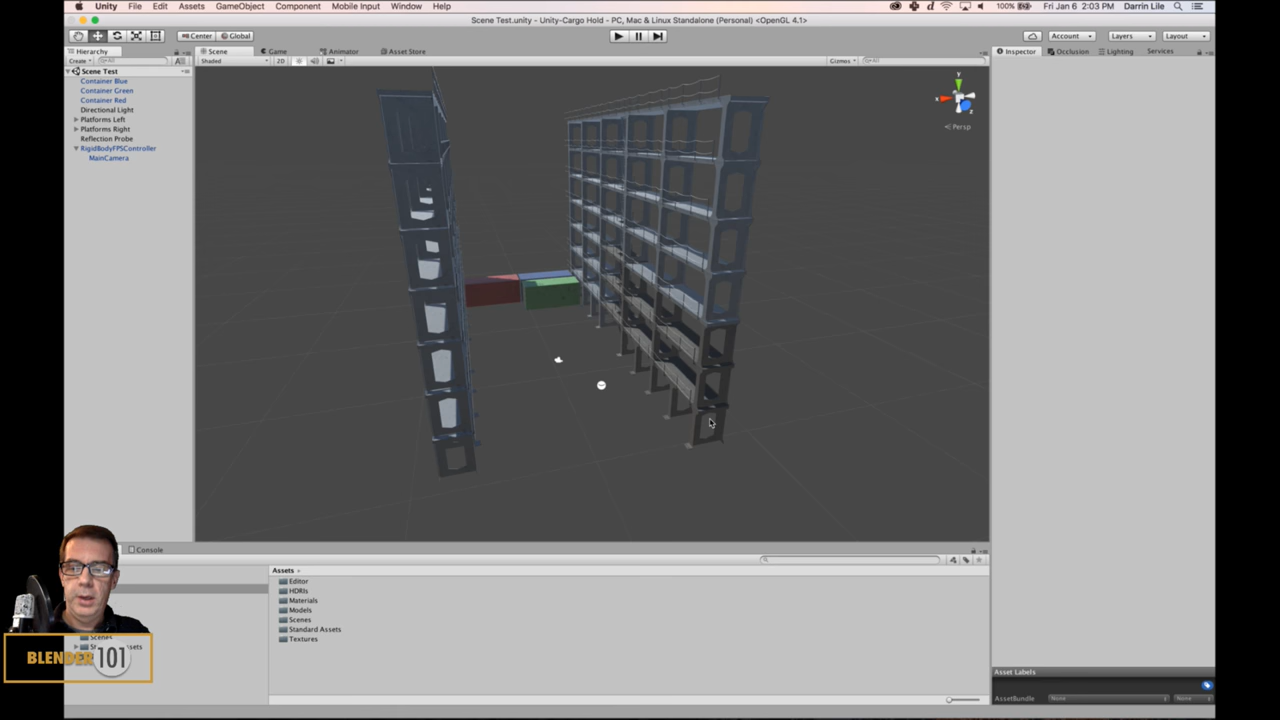 Unity File Edit Assets GameObject Component Mobile Input Window Help 100% Fri Jan 6 2:03 PM Darrin Lile
Scene Test.unity - Unity-Cargo Hold - PC, Mac & Linux Standalone (Personal) <OpenGL 4.1>
Center Global Account Layers Layout
Hierarchy Scene Game Animator Asset Store Inspector Occlusion Lighting Services
Create All Shaded 2D Gizmos All
Scene Test
Container Blue
Container Green
Container Red
Directional Light
Platforms Left
Platforms Right
Reflection Probe
RigidBodyFPSController
MainCamera
y
x
z
Persp
Console
Assets
Editor
HDRIs
Materials
Models
Scenes
Standard Assets
Textures
Scenes
BLENDER 101
Asset Labels
AssetBundle None None